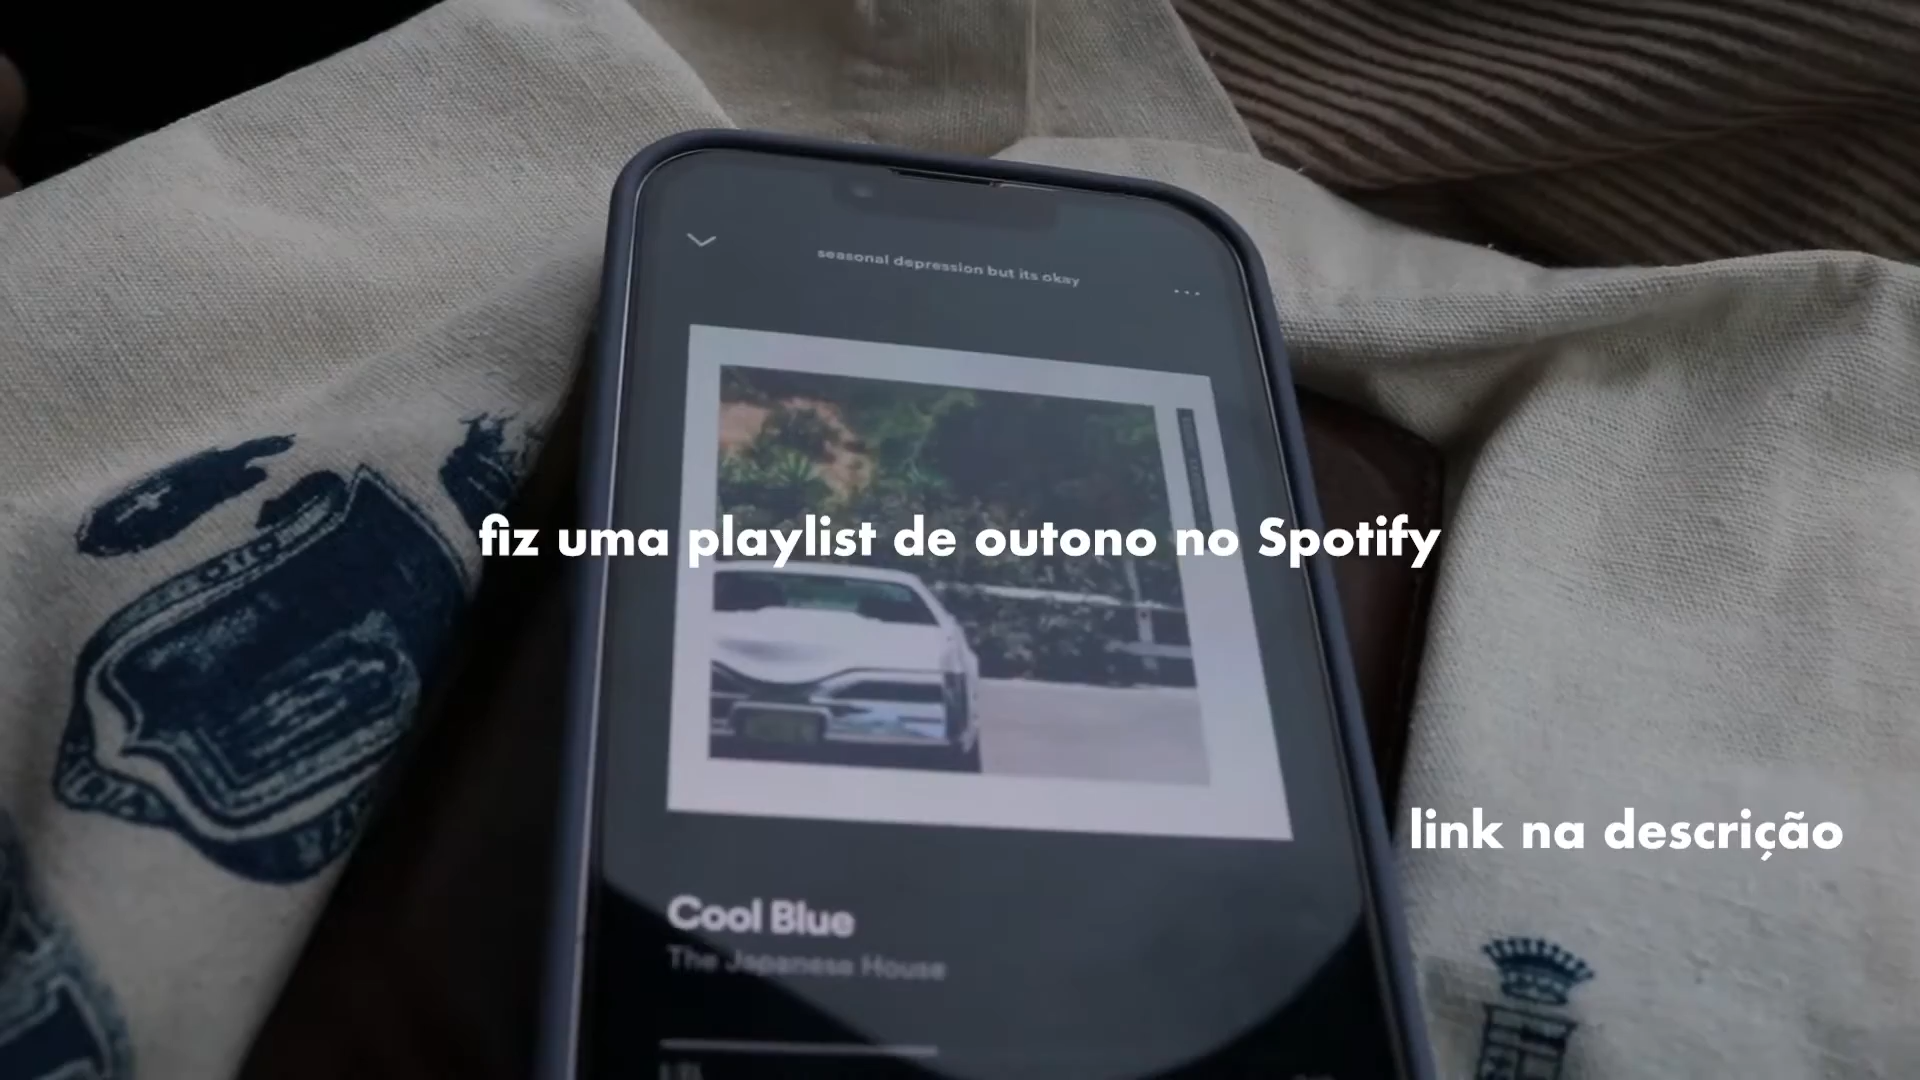 seasonal depression but its okay
fiz uma playlist de outono no Spotify
link na descrição
Cool Blue
The Japanese House